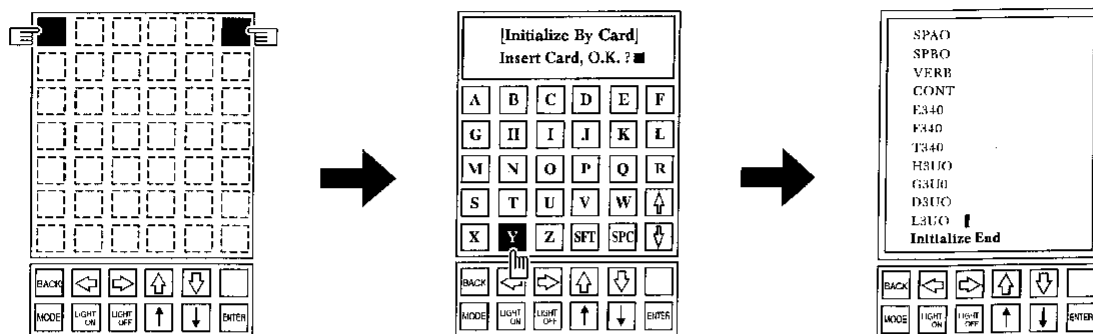 BACK
MODE LIGHT ON LIGHT OFF ENTER
[Initialize By Card]
Insert Card, O.K. ?
A B C D E F
G H I J K L
M N O P Q R
S T U V W
X Y Z SFT SPC
BACK
MODE LIGHT ON LIGHT OFF ENTER
SPAO
SPBO
VERB
CONT
E340
F340
T340
H3UO
G3U0
D3UO
L3UO
Initialize End
BACK
MODE LIGHT ON LIGHT OFF ENTER